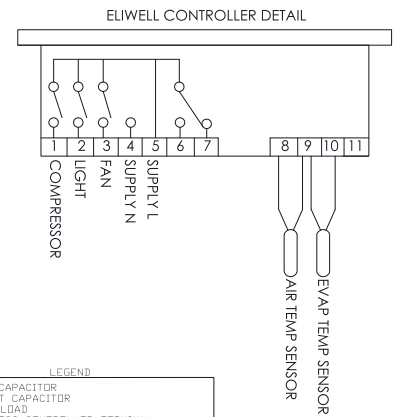 ELIWELL CONTROLLER DETAIL
1 2 3 4 5 6 7 8 9 10 11
COMPRESSOR
LIGHT
FAN
SUPPLY N
SUPPLY L
AIR TEMP SENSOR
EVAP TEMP SENSOR
LEGEND
CAPACITOR
T CAPACITOR
LOAD